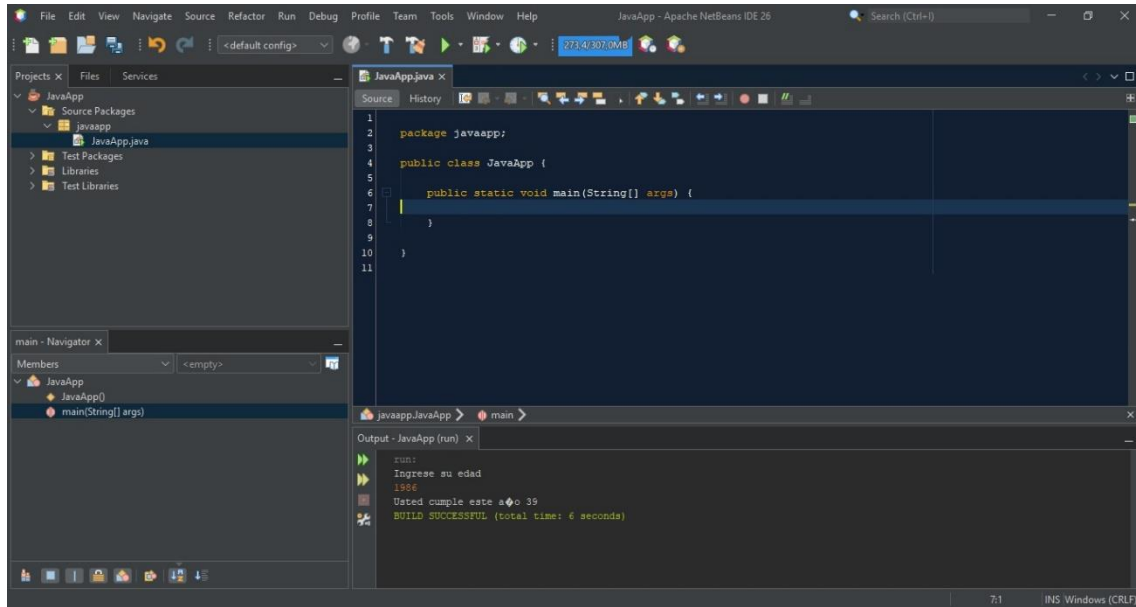 File Edit View Navigate Source Refactor Run Debug Profile Team Tools Window Help JavaApp - Apache NetBeans IDE 26 Search (Ctrl+I)
<default config> 273,4/307,0MB
Projects Files Services
JavaApp
Source Packages
javaapp
JavaApp.java
Test Packages
Libraries
Test Libraries
JavaApp.java
Source History
1
2 package javaapp;
3
4 public class JavaApp {
5
6 public static void main(String[] args) {
7
8 }
9
10 }
11
main - Navigator
Members <empty>
JavaApp
JavaApp()
main(String[] args)
javaapp.JavaApp main
Output - JavaApp (run)
run:
Ingrese su edad
1986
Usted cumple este a�o 39
BUILD SUCCESSFUL (total time: 6 seconds)
7:1 INS Windows (CRLF)